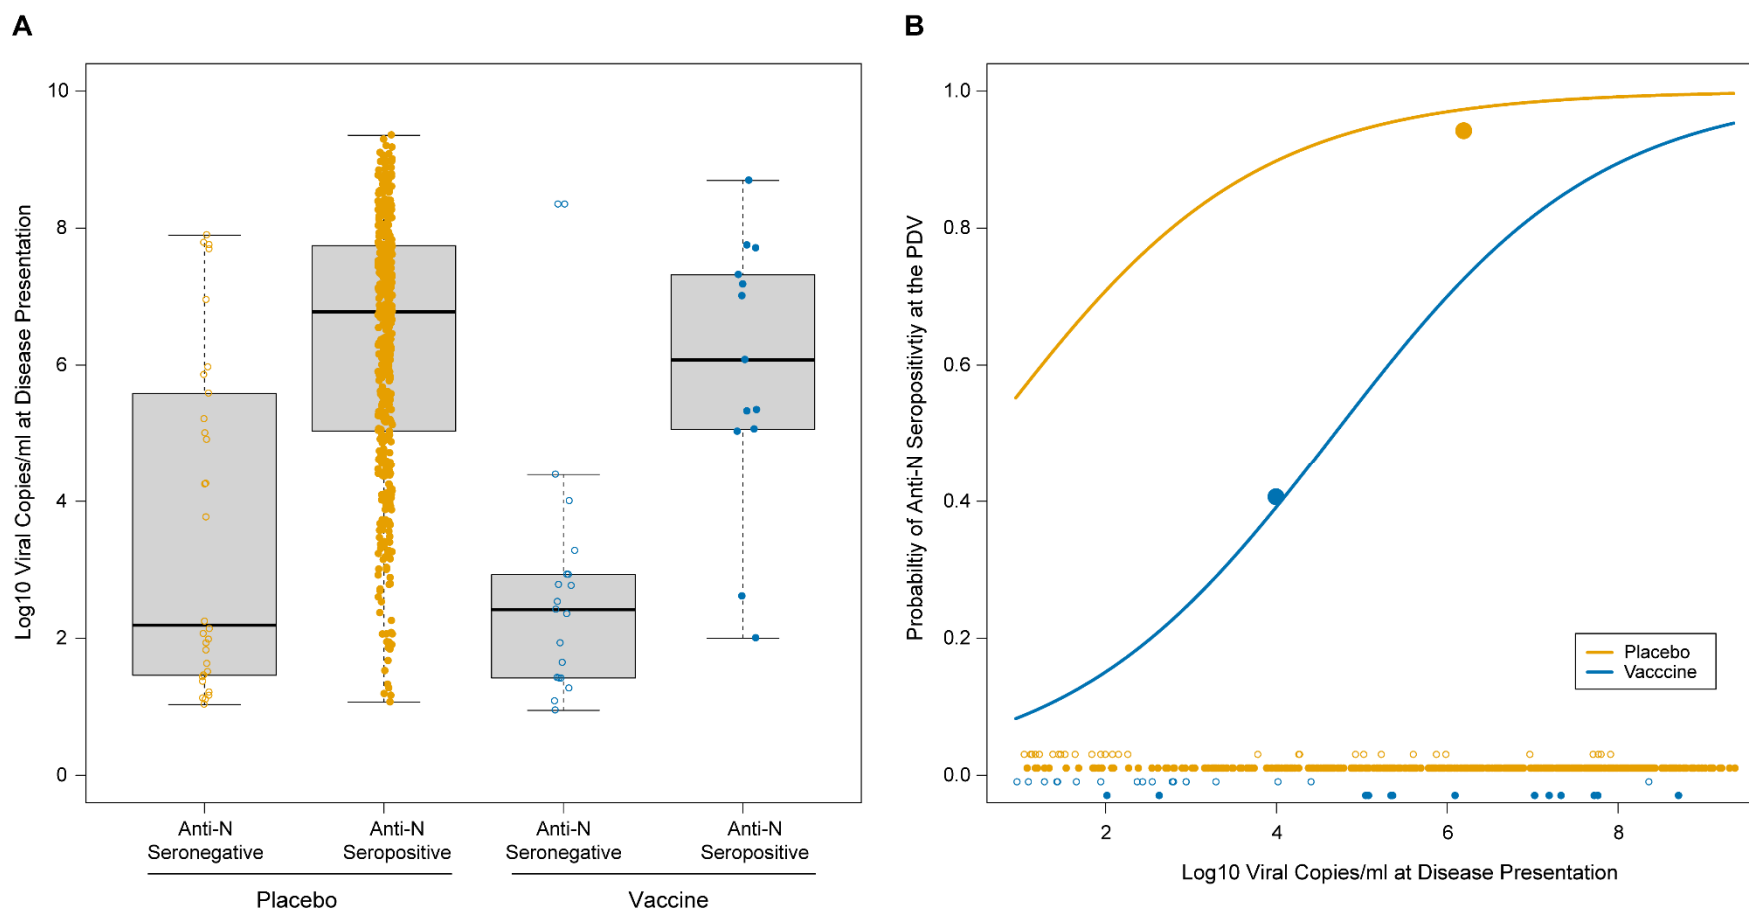 A
Log10 Viral Copies/ml at Disease Presentation
10
8
6
4
2
0
Anti-N
Seronegative
Anti-N
Seropositive
Anti-N
Seronegative
Anti-N
Seropositive
Placebo
Vaccine
B
Probabiltiy of Anti-N Seropositivtiy at the PDV
1.0
0.8
0.6
0.4
0.2
0.0
Placebo
Vacccine
2
4
6
8
Log10 Viral Copies/ml at Disease Presentation